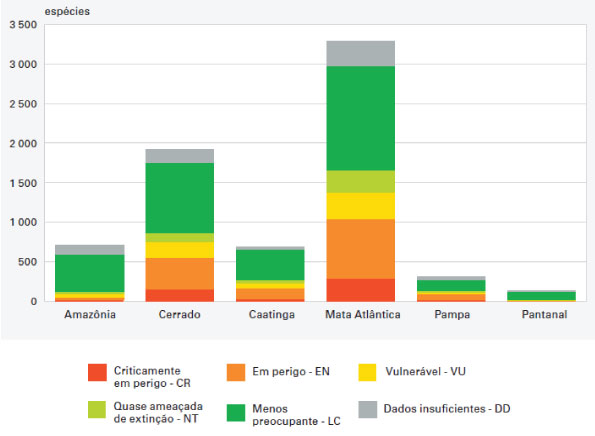 espécies
3 500
3 000
2 500
2 000
1 500
1 000
500
0
Amazônia Cerrado Caatinga Mata Atlântica Pampa Pantanal
Criticamente
em perigo - CR
Em perigo - EN
Vulnerável - VU
Quase ameaçada
de extinção - NT
Menos
preocupante - LC
Dados insuficientes - DD